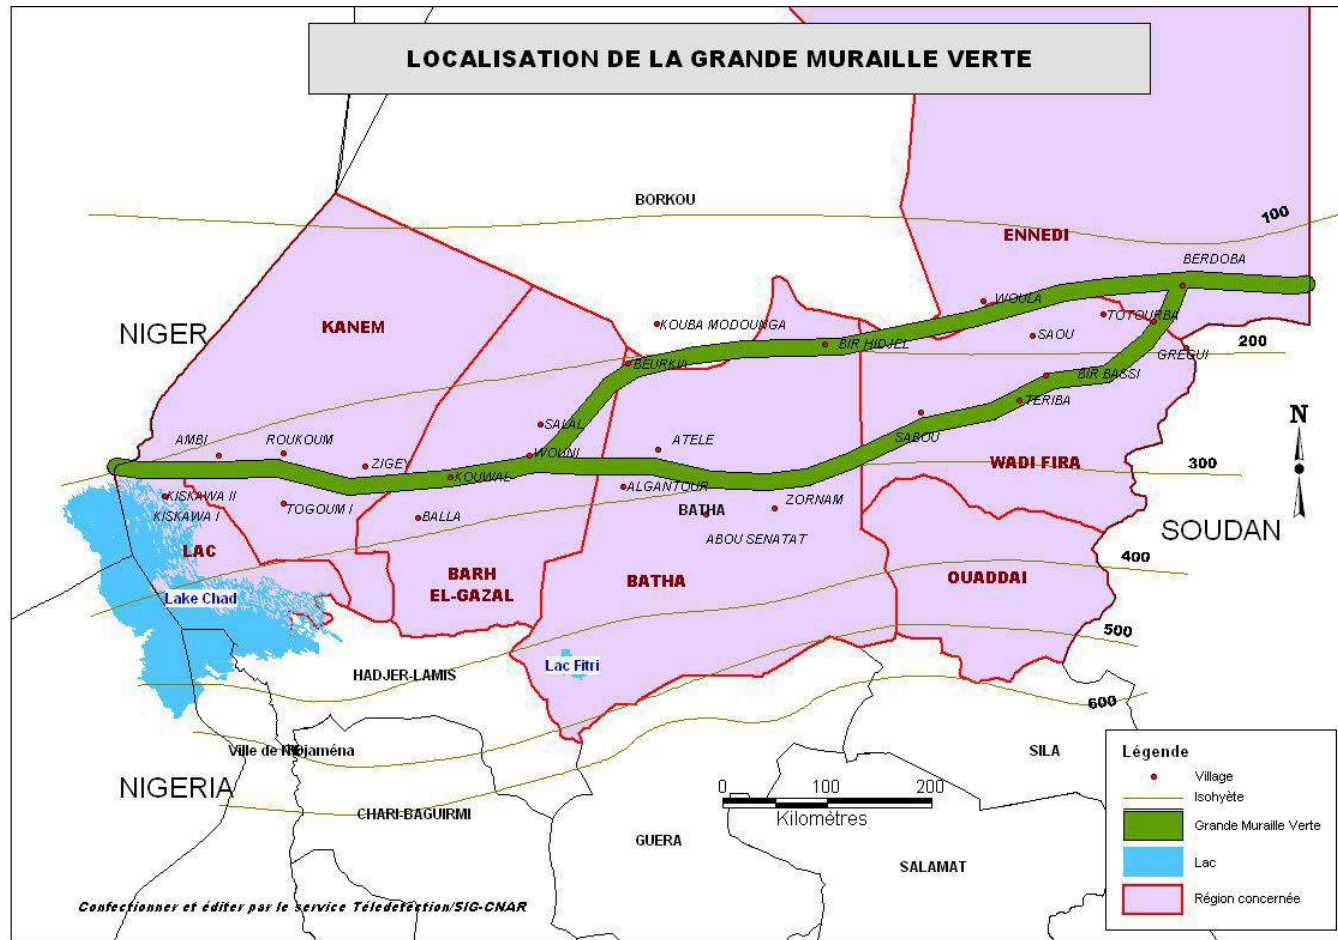 LOCALISATION DE LA GRANDE MURAILLE VERTE
BORKOU
100
ENNEDI
BERDOBA
NIGER
KANEM
WOULA
TOTOURBA
KOUBA MODOUNGA
SAOU
BIR HIDJEL
200
GREGUI
BEURKIA
BIR BASSI
TERIBA
N
SALAL
SABOU
AMBI
ROUKOUM
ATELE
WOUNI
ZIGEY
WADI FIRA
300
KOUWAL
ALGANTOUR
KISKAWA II
ZORNAM
TOGOUM I
BATHA
KISKAWA I
BALLA
SOUDAN
ABOU SENATAT
LAC
400
BARH
EL-GAZAL
BATHA
OUADDAI
Lake Chad
500
Lac Fitri
HADJER-LAMIS
600
Ville de N'Djaména
SILA
NIGERIA
0 100 200
Kilomètres
CHARI-BAGUIRMI
GUERA
SALAMAT
Légende
Village
Isohyète
Grande Muraille Verte
Lac
Région concernée
Confectionner et éditer par le service Téledetection/SIG-CNAR